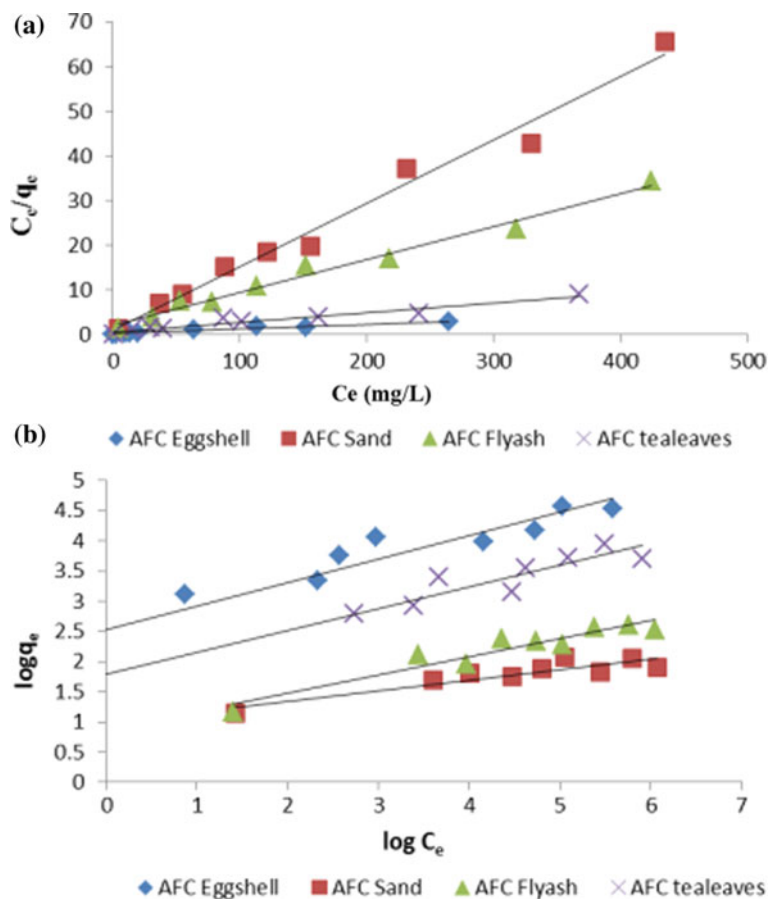 (a)
70
60
50
40
30
20
10
0
Ce/qe
0 100 200 300 400 500
Ce (mg/L)
AFC Eggshell AFC Sand AFC Flyash AFC tealeaves
(b)
5
4.5
4
3.5
3
2.5
2
1.5
1
0.5
0
logqe
0 1 2 3 4 5 6 7
log Ce
AFC Eggshell AFC Sand AFC Flyash AFC tealeaves